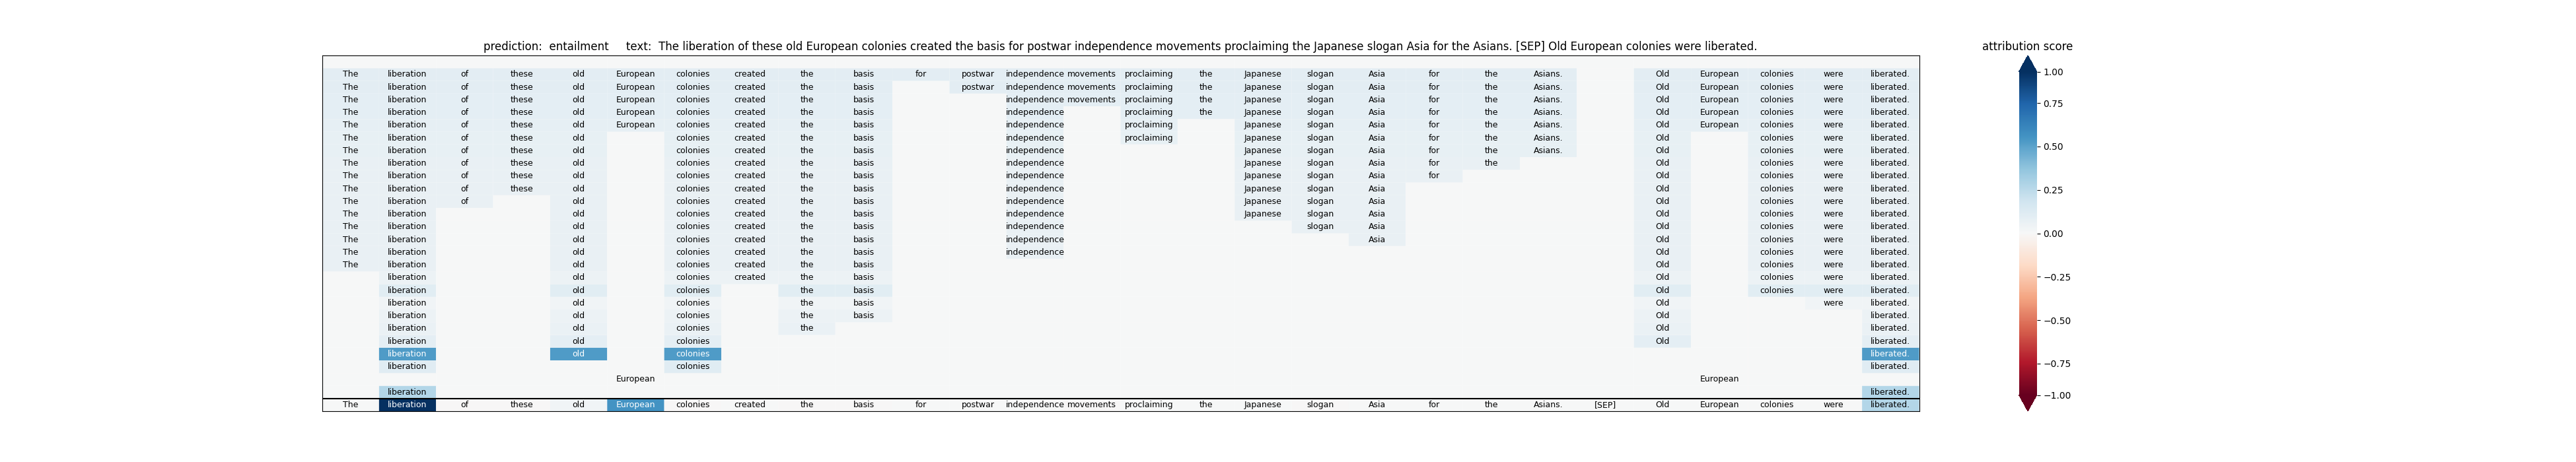 prediction: entailment text: The liberation of these old European colonies created the basis for postwar independence movements proclaiming the Japanese slogan Asia for the Asians. [SEP] Old European colonies were liberated.
The liberation of these old European colonies created the basis for postwar independence movements proclaiming the Japanese slogan Asia for the Asians. Old European colonies were liberated.
The liberation of these old European colonies created the basis postwar independence movements proclaiming the Japanese slogan Asia for the Asians. Old European colonies were liberated.
The liberation of these old European colonies created the basis independence movements proclaiming the Japanese slogan Asia for the Asians. Old European colonies were liberated.
The liberation of these old European colonies created the basis independence proclaiming the Japanese slogan Asia for the Asians. Old European colonies were liberated.
The liberation of these old European colonies created the basis independence proclaiming Japanese slogan Asia for the Asians. Old European colonies were liberated.
The liberation of these old colonies created the basis independence proclaiming Japanese slogan Asia for the Asians. Old colonies were liberated.
The liberation of these old colonies created the basis independence Japanese slogan Asia for the Asians. Old colonies were liberated.
The liberation of these old colonies created the basis independence Japanese slogan Asia for the Old colonies were liberated.
The liberation of these old colonies created the basis independence Japanese slogan Asia for Old colonies were liberated.
The liberation of these old colonies created the basis independence Japanese slogan Asia Old colonies were liberated.
The liberation of old colonies created the basis independence Japanese slogan Asia Old colonies were liberated.
The liberation old colonies created the basis independence Japanese slogan Asia Old colonies were liberated.
The liberation old colonies created the basis independence slogan Asia Old colonies were liberated.
The liberation old colonies created the basis independence Asia Old colonies were liberated.
The liberation old colonies created the basis independence Old colonies were liberated.
The liberation old colonies created the basis Old colonies were liberated.
liberation old colonies created the basis Old colonies were liberated.
liberation old colonies the basis Old colonies were liberated.
liberation old colonies the basis Old were liberated.
liberation old colonies the basis Old liberated.
liberation old colonies the Old liberated.
liberation old colonies Old liberated.
liberation old colonies liberated.
liberation colonies liberated.
European European
liberation liberated.
The liberation of these old European colonies created the basis for postwar independence movements proclaiming the Japanese slogan Asia for the Asians. [SEP] Old European colonies were liberated.
attribution score
1.00
0.75
0.50
0.25
0.00
−0.25
−0.50
−0.75
−1.00